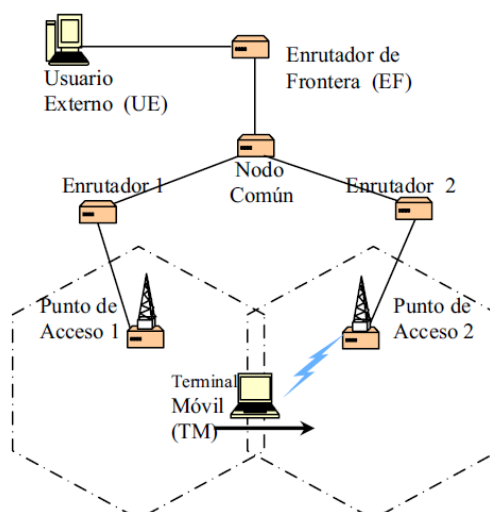 Usuario
Externo (UE)
Enrutador de
Frontera (EF)
Nodo
Común
Enrutador 1
Enrutador 2
Punto de
Acceso 1
Punto de
Acceso 2
Terminal
Móvil
(TM)